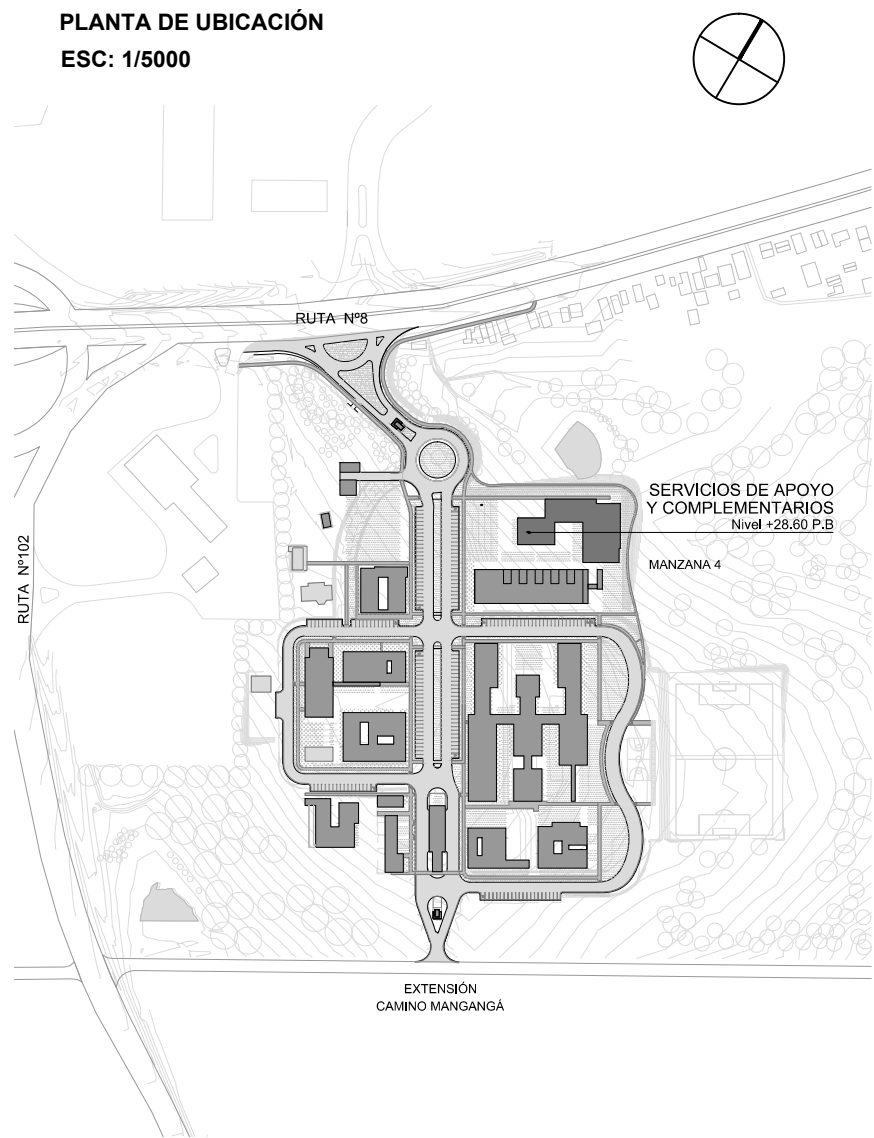 PLANTA DE UBICACIÓN
ESC: 1/5000
RUTA Nº8
SERVICIOS DE APOYO
Y COMPLEMENTARIOS
Nivel +28.60 P.B
MANZANA 4
RUTA Nº102
EXTENSIÓN
CAMINO MANGANGÁ